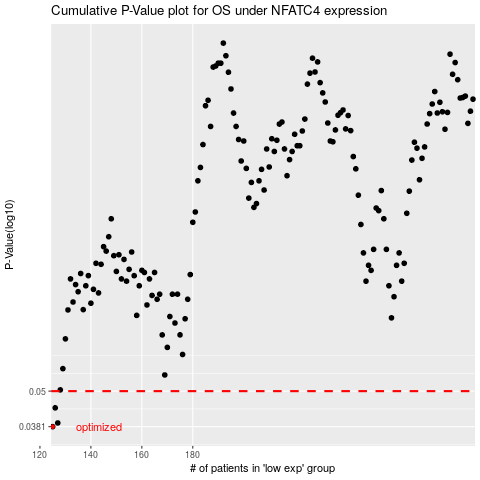 Cumulative P-Value plot for OS under NFATC4 expression
P-Value(log10)
0.05
0.0381
optimized
120 140 160 180
# of patients in 'low exp' group